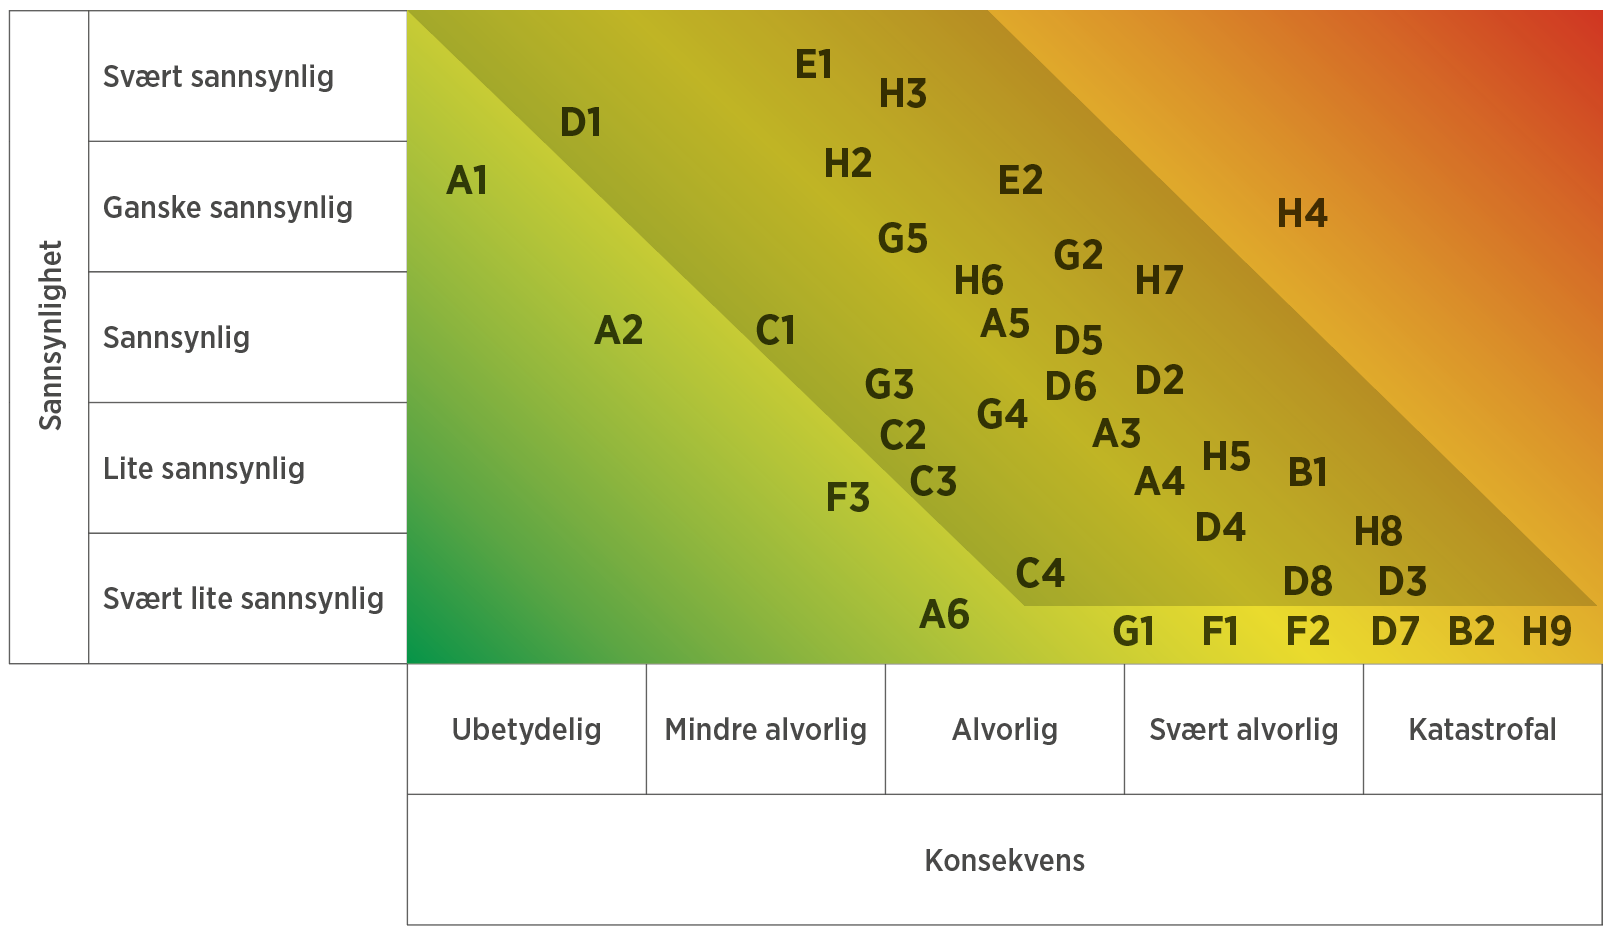 Sannsynlighet
Svært sannsynlig
Ganske sannsynlig
Sannsynlig
Lite sannsynlig
Svært lite sannsynlig
E1
H3
D1
H2
A1
E2
H4
G5
G2
H6
H7
A5
A2
C1
D5
G3
D6
D2
G4
C2
A3
H5
B1
C3
A4
F3
D4
H8
C4
D8
D3
A6
G1
F1
F2
D7
B2
H9
Ubetydelig
Mindre alvorlig
Alvorlig
Svært alvorlig
Katastrofal
Konsekvens